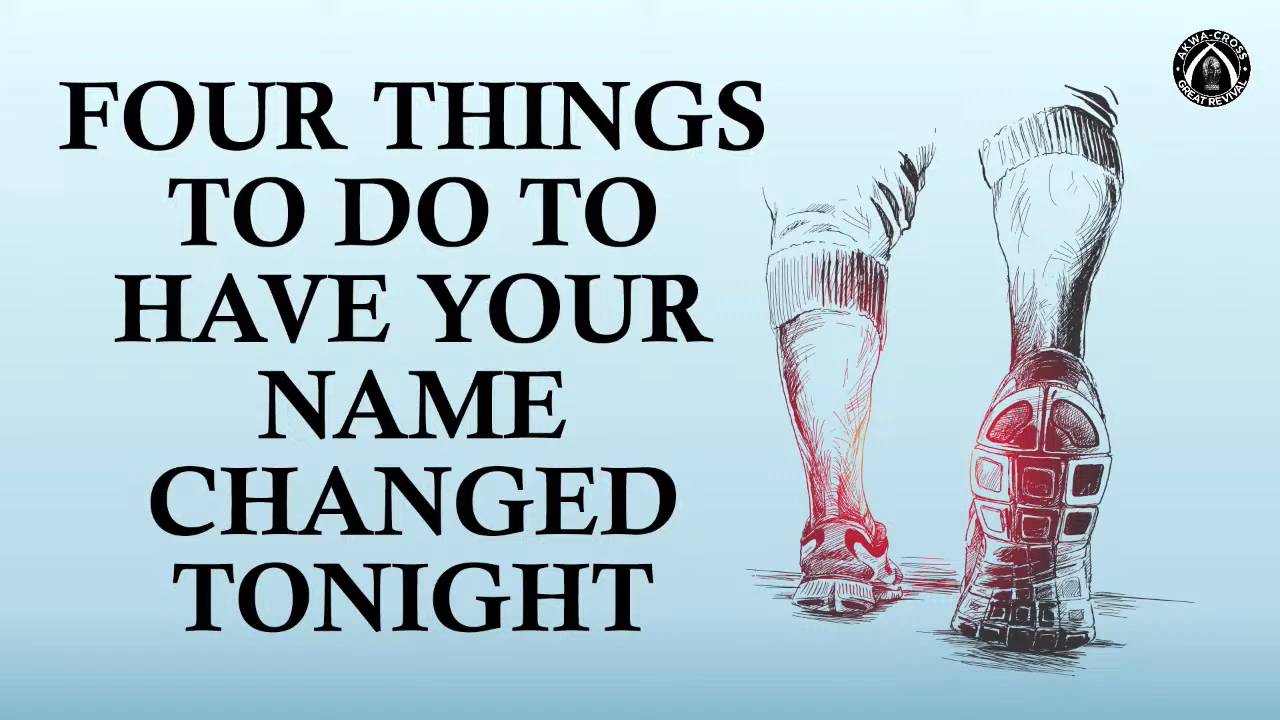 FOUR THINGS
TO DO TO
HAVE YOUR
NAME
CHANGED
TONIGHT
AKWA-CROSS
GREAT REVIVAL